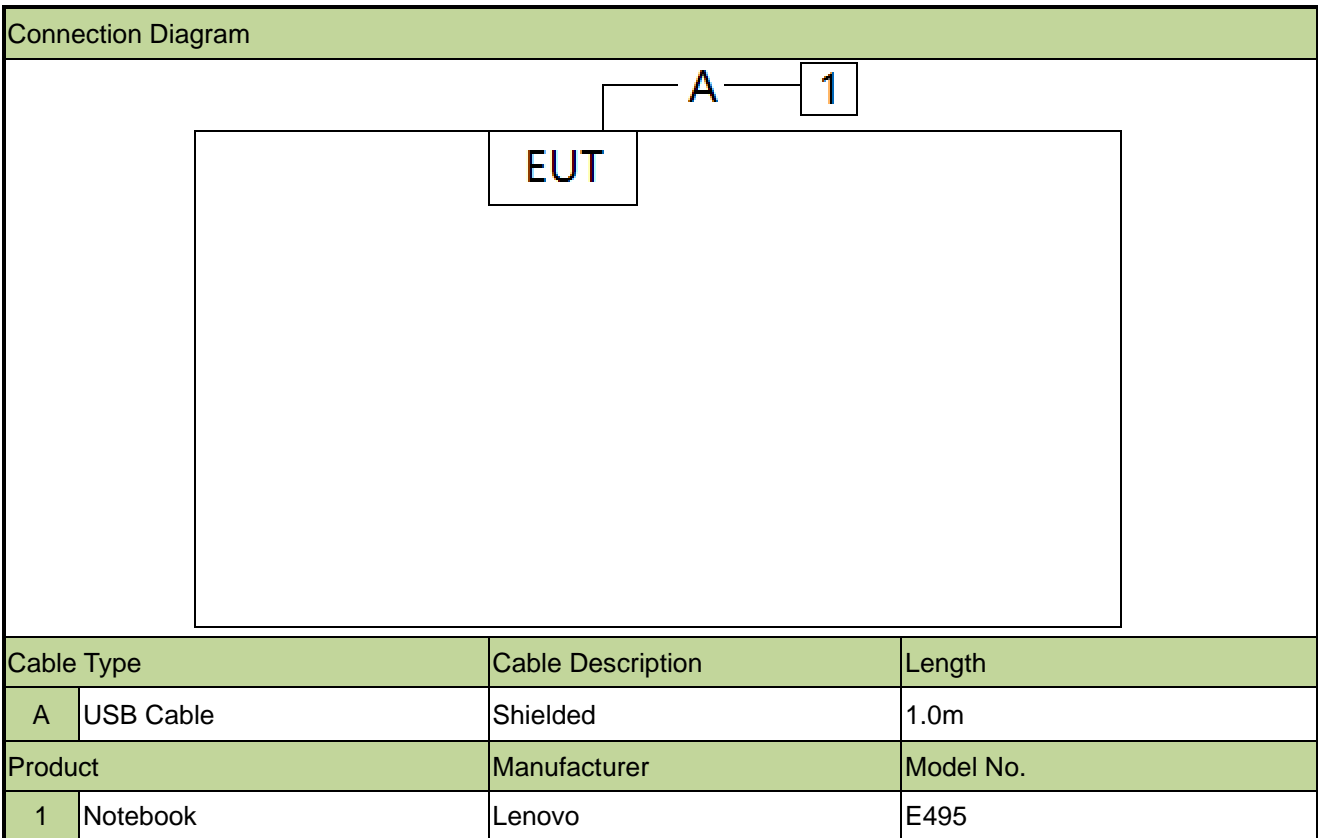 Connection Diagram
A 1
EUT
Cable Type Cable Description Length
A USB Cable Shielded 1.0m
Product Manufacturer Model No.
1 Notebook Lenovo E495